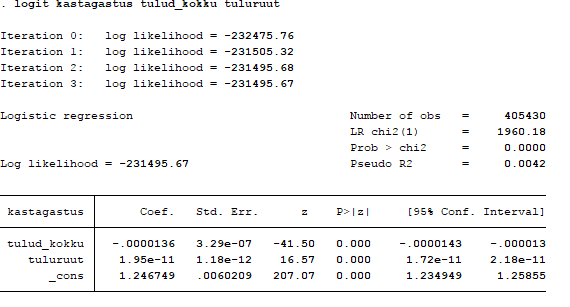 . logit kastagastus tulud_kokku tuluruut
Iteration 0: log likelihood = -232475.76
Iteration 1: log likelihood = -231505.32
Iteration 2: log likelihood = -231495.68
Iteration 3: log likelihood = -231495.67
Logistic regression Number of obs = 405430
LR chi2(1) = 1960.18
Prob > chi2 = 0.0000
Log likelihood = -231495.67 Pseudo R2 = 0.0042
kastagastus Coef. Std. Err. z P>|z| [95% Conf. Interval]
tulud_kokku -.0000136 3.29e-07 -41.50 0.000 -.0000143 -.000013
tuluruut 1.95e-11 1.18e-12 16.57 0.000 1.72e-11 2.18e-11
_cons 1.246749 .0060209 207.07 0.000 1.234949 1.25855